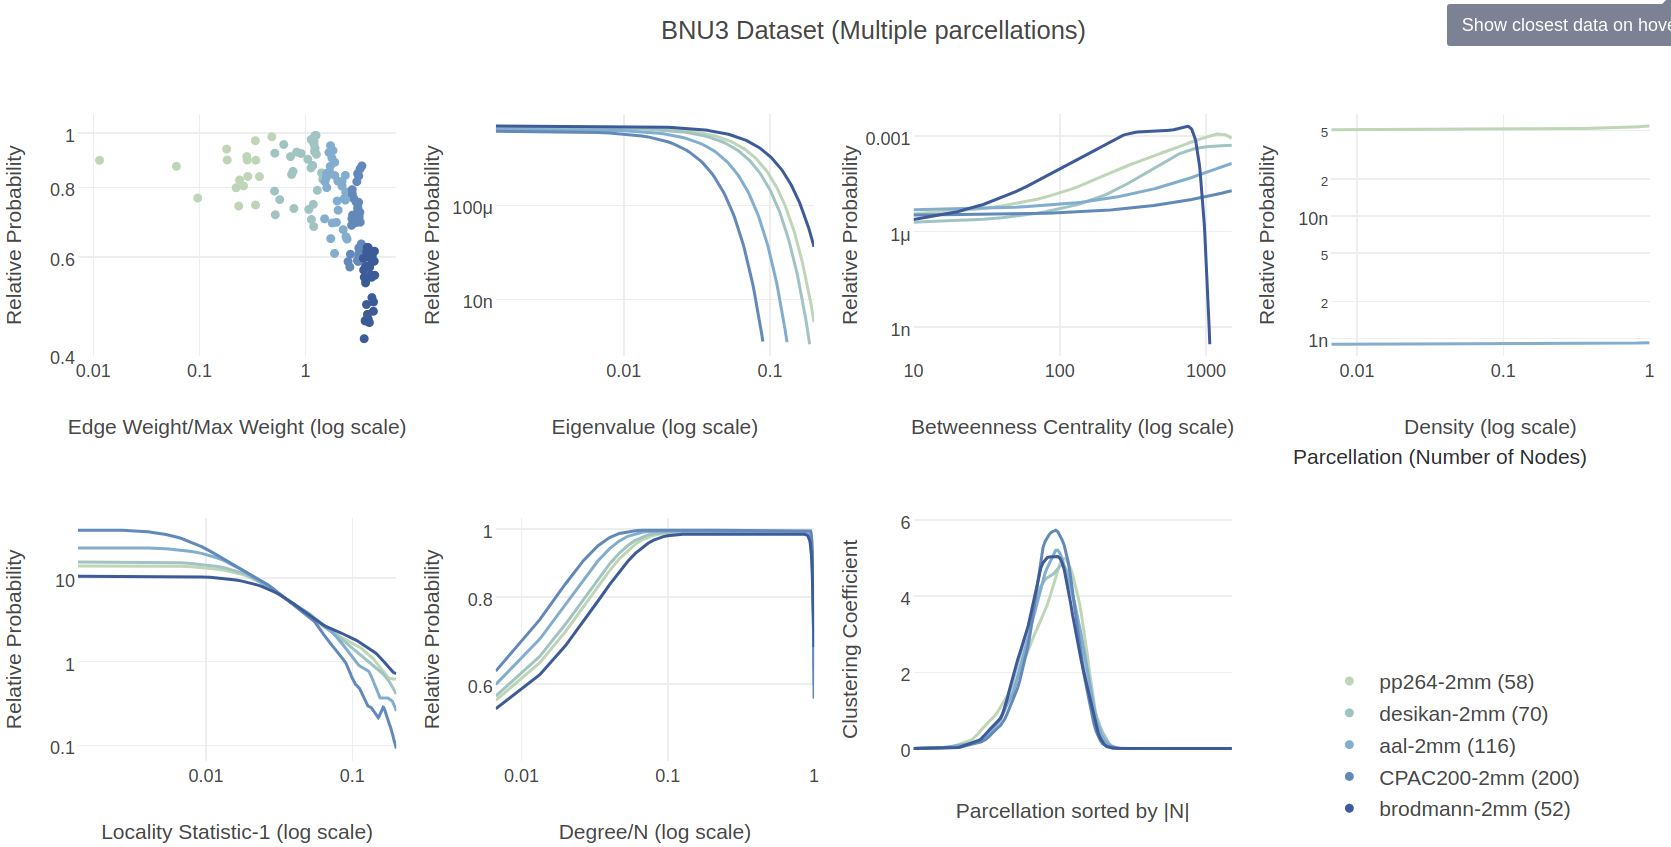 BNU3 Dataset (Multiple parcellations)
Show closest data on hove
Relative Probability
1
0.8
0.6
0.4
0.01
0.1
1
Edge Weight/Max Weight (log scale)
Relative Probability
100μ
10n
0.01
0.1
Eigenvalue (log scale)
Relative Probability
0.001
1μ
1n
10
100
1000
Betweenness Centrality (log scale)
Relative Probability
5
2
10n
5
2
1n
0.01
0.1
1
Density (log scale)
Parcellation (Number of Nodes)
Relative Probability
10
1
0.1
0.01
0.1
Locality Statistic-1 (log scale)
Relative Probability
1
0.8
0.6
0.01
0.1
1
Degree/N (log scale)
Clustering Coefficient
6
4
2
0
Parcellation sorted by |N|
pp264-2mm (58)
desikan-2mm (70)
aal-2mm (116)
CPAC200-2mm (200)
brodmann-2mm (52)